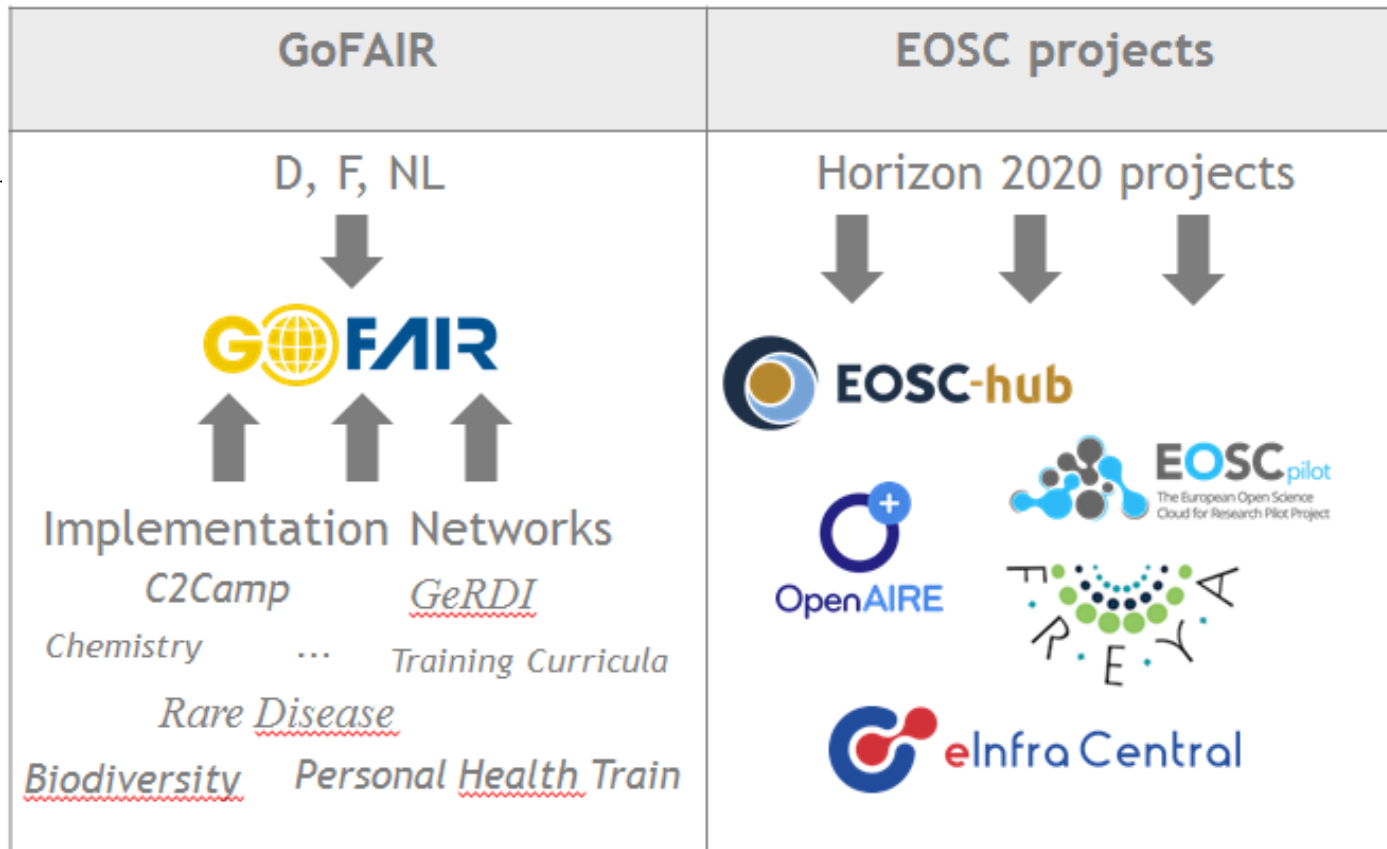 GoFAIR
D, F, NL
GOFAIR
Implementation Networks
C2Camp GeRDI
Chemistry ... Training Curricula
Rare Disease
Biodiversity Personal Health Train
EOSC projects
Horizon 2020 projects
EOSC-hub
EOSCpilot
The European Open Science
Cloud for Research Pilot Project
OpenAIRE
F·R·E·Y·A
eInfra Central